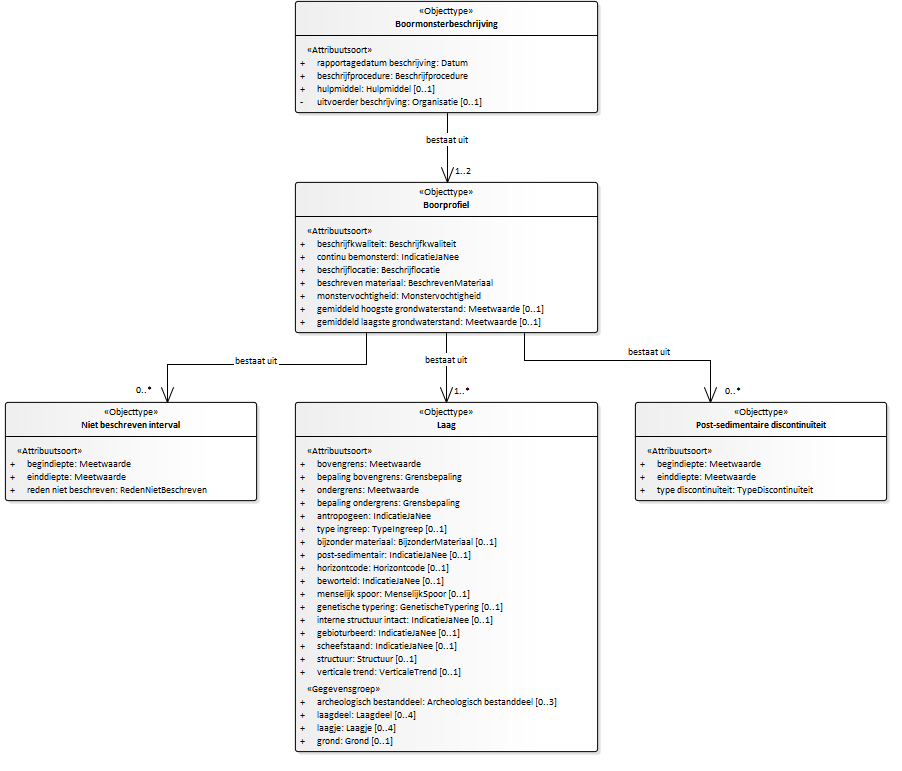 «Objecttype»
Boormonsterbeschrijving
«Attribuutsoort»
+ rapportagedatum beschrijving: Datum
+ beschrijfprocedure: Beschrijfprocedure
+ hulpmiddel: Hulpmiddel [0..1]
- uitvoerder beschrijving: Organisatie [0..1]
bestaat uit
1..2
«Objecttype»
Boorprofiel
«Attribuutsoort»
+ beschrijfkwaliteit: Beschrijfkwaliteit
+ continu bemonsterd: IndicatieJaNee
+ beschrijflocatie: Beschrijflocatie
+ beschreven materiaal: BeschrevenMateriaal
+ monstervochtigheid: Monstervochtigheid
+ gemiddeld hoogste grondwaterstand: Meetwaarde [0..1]
+ gemiddeld laagste grondwaterstand: Meetwaarde [0..1]
bestaat uit
0..*
bestaat uit
1..*
bestaat uit
0..*
«Objecttype»
Niet beschreven interval
«Attribuutsoort»
+ begindiepte: Meetwaarde
+ einddiepte: Meetwaarde
+ reden niet beschreven: RedenNietBeschreven
«Objecttype»
Laag
«Attribuutsoort»
+ bovengrens: Meetwaarde
+ bepaling bovengrens: Grensbepaling
+ ondergrens: Meetwaarde
+ bepaling ondergrens: Grensbepaling
+ antropogeen: IndicatieJaNee
+ type ingreep: TypeIngreep [0..1]
+ bijzonder materiaal: BijzonderMateriaal [0..1]
+ post-sedimentair: IndicatieJaNee [0..1]
+ horizontcode: Horizontcode [0..1]
+ beworteld: IndicatieJaNee [0..1]
+ menselijk spoor: MenselijkSpoor [0..1]
+ genetische typering: GenetischeTypering [0..1]
+ interne structuur intact: IndicatieJaNee [0..1]
+ gebioturbeerd: IndicatieJaNee [0..1]
+ scheefstaand: IndicatieJaNee [0..1]
+ structuur: Structuur [0..1]
+ verticale trend: VerticaleTrend [0..1]
«Gegevensgroep»
+ archeologisch bestanddeel: Archeologisch bestanddeel [0..3]
+ laagdeel: Laagdeel [0..4]
+ laagje: Laagje [0..4]
+ grond: Grond [0..1]
«Objecttype»
Post-sedimentaire discontinuïteit
«Attribuutsoort»
+ begindiepte: Meetwaarde
+ einddiepte: Meetwaarde
+ type discontinuïteit: TypeDiscontinuïteit